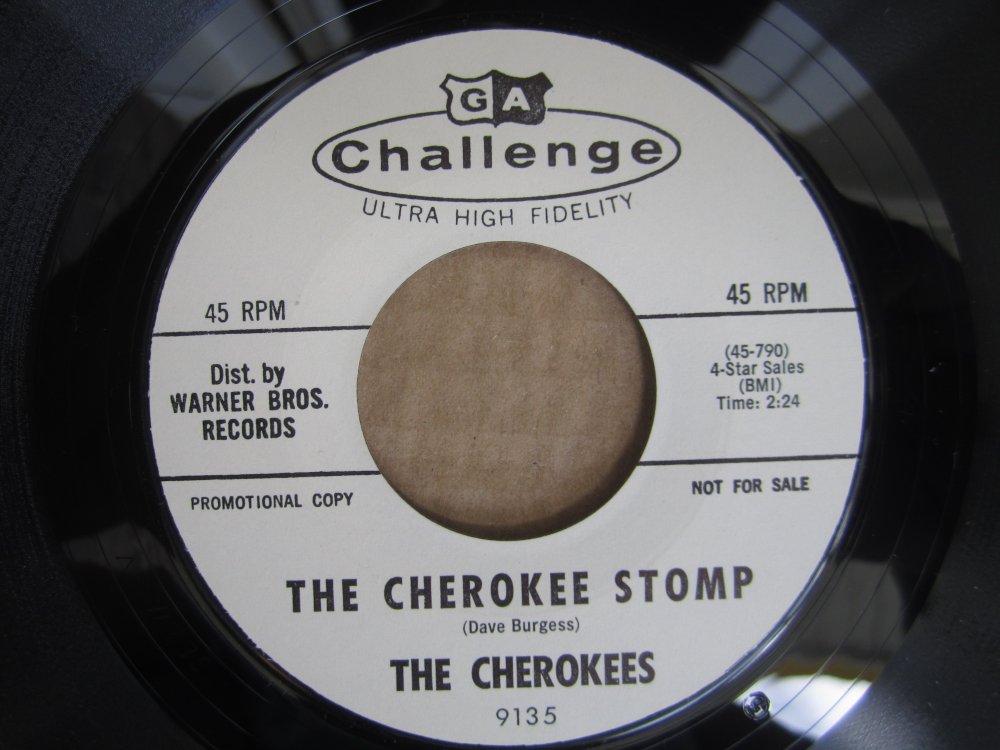 GA
Challenge
ULTRA HIGH FIDELITY
45 RPM
45 RPM
Dist. by
WARNER BROS.
RECORDS
(45-790)
4-Star Sales
(BMI)
Time: 2:24
PROMOTIONAL COPY
NOT FOR SALE
THE CHEROKEE STOMP
(Dave Burgess)
THE CHEROKEES
9135